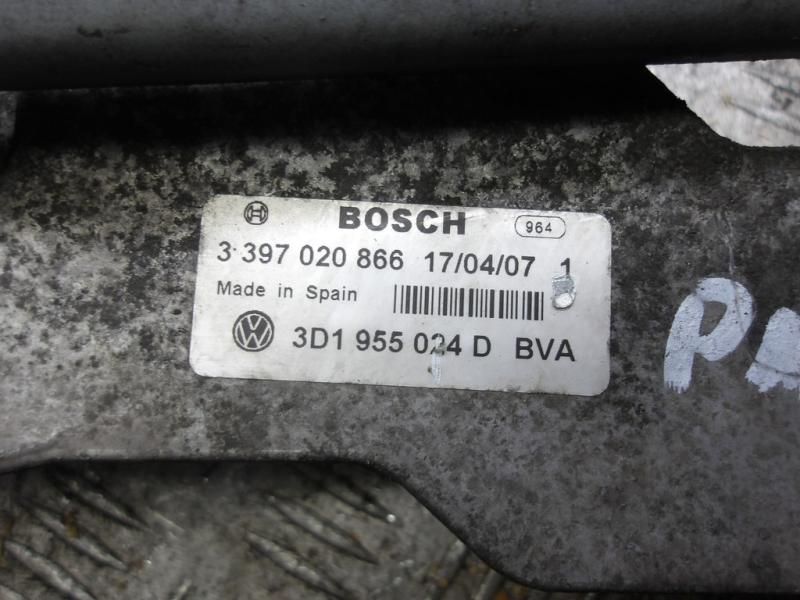 BOSCH 964
3 397 020 866 17/04/07 1
Made in Spain
3D1 955 024 D BVA